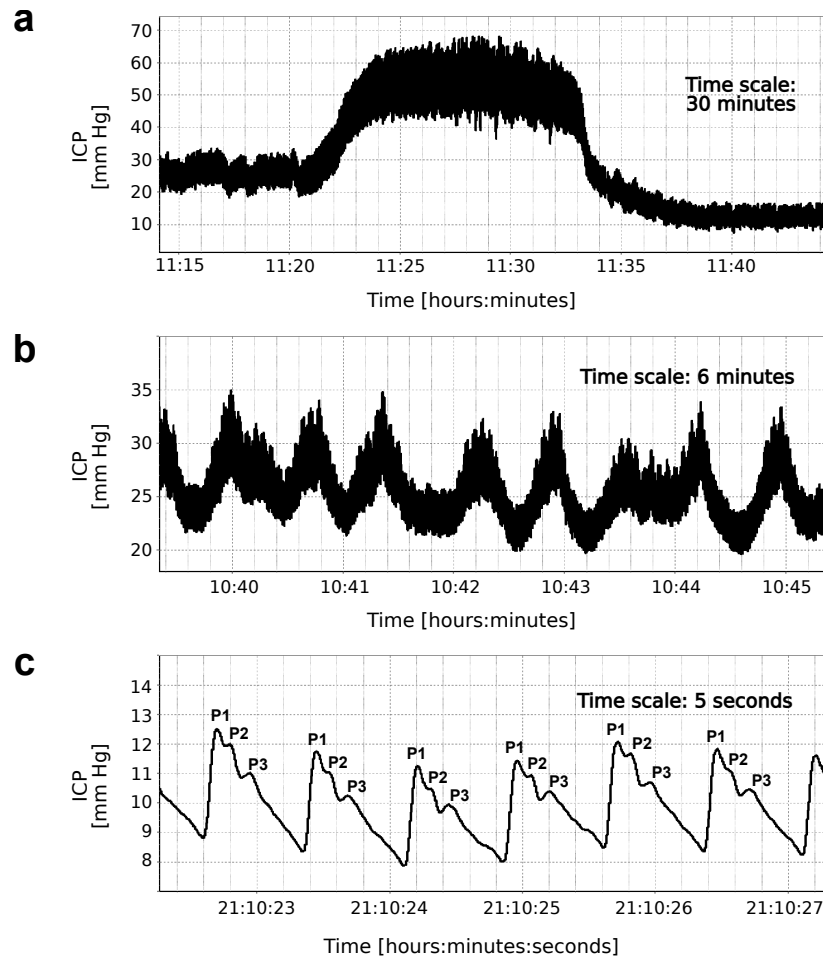 a
70
60
50
40
30
20
10
ICP
[mm Hg]
Time scale:
30 minutes
11:15 11:20 11:25 11:30 11:35 11:40
Time [hours:minutes]
b
35
30
25
20
ICP
[mm Hg]
Time scale: 6 minutes
10:40 10:41 10:42 10:43 10:44 10:45
Time [hours:minutes]
c
14
13
12
11
10
9
8
ICP
[mm Hg]
Time scale: 5 seconds
P1 P2 P3 P1 P2 P3 P1 P2 P3 P1 P2 P3 P1 P2 P3 P1 P2 P3
21:10:23 21:10:24 21:10:25 21:10:26 21:10:27
Time [hours:minutes:seconds]